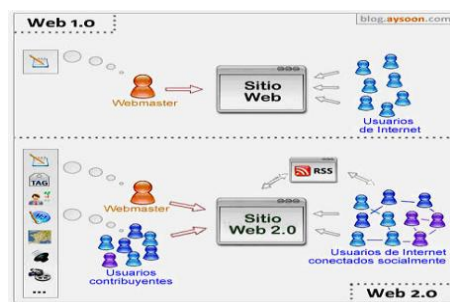 Web 1.0
blog.aysoon.com
Webmaster
Sitio
Web
Usuarios
de Internet
TAG
RSS
Webmaster
Sitio
Web 2.0
Usuarios
contribuyentes
Usuarios de Internet
conectados socialmente
Web 2.0